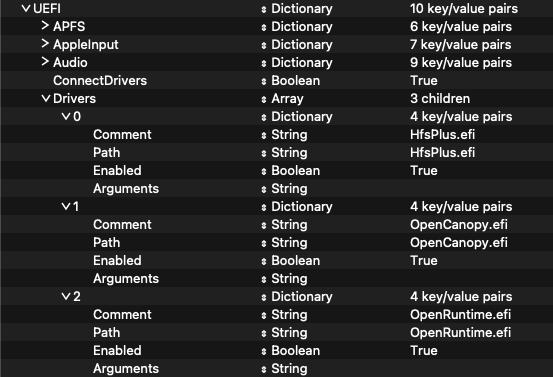 UEFI Dictionary 10 key/value pairs
APFS Dictionary 6 key/value pairs
AppleInput Dictionary 7 key/value pairs
Audio Dictionary 9 key/value pairs
ConnectDrivers Boolean True
Drivers Array 3 children
0 Dictionary 4 key/value pairs
Comment String HfsPlus.efi
Path String HfsPlus.efi
Enabled Boolean True
Arguments String
1 Dictionary 4 key/value pairs
Comment String OpenCanopy.efi
Path String OpenCanopy.efi
Enabled Boolean True
Arguments String
2 Dictionary 4 key/value pairs
Comment String OpenRuntime.efi
Path String OpenRuntime.efi
Enabled Boolean True
Arguments String